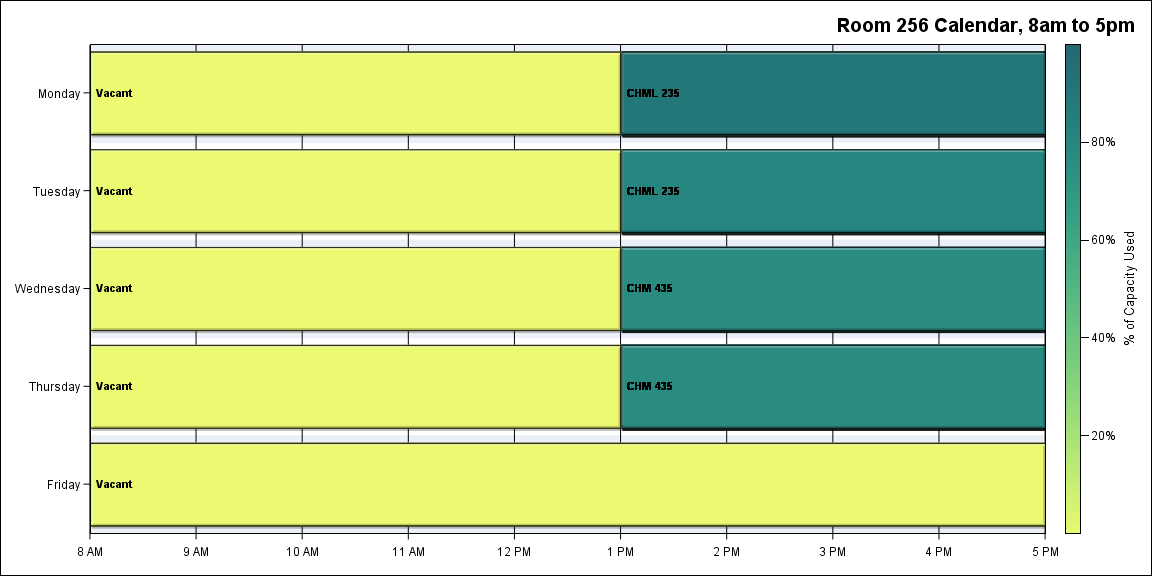 Room 256 Calendar, 8am to 5pm
Monday
Vacant
CHML 235
Tuesday
Vacant
CHML 235
Wednesday
Vacant
CHM 435
Thursday
Vacant
CHM 435
Friday
Vacant
8 AM
9 AM
10 AM
11 AM
12 PM
1 PM
2 PM
3 PM
4 PM
5 PM
80%
60%
40%
20%
% of Capacity Used